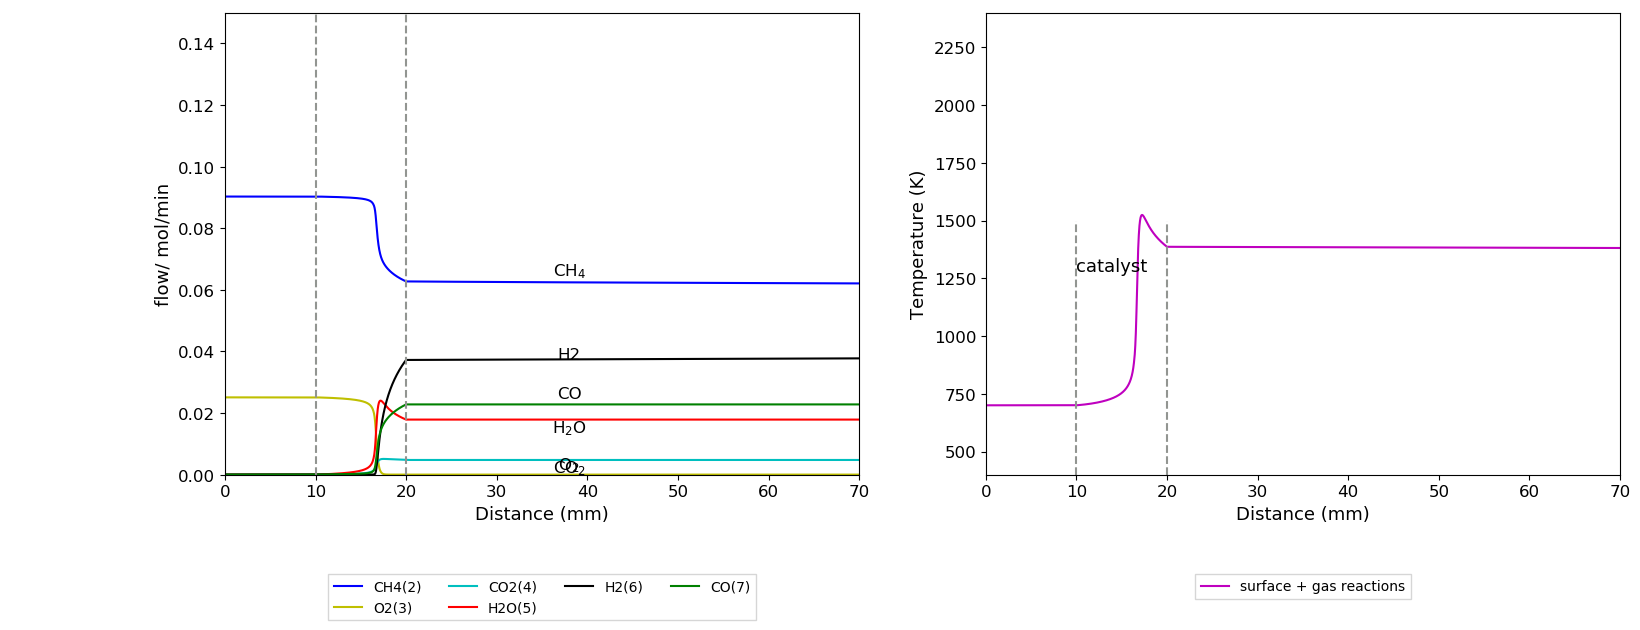 0.14
0.12
0.10
0.08
0.06
0.04
0.02
0.00
flow/ mol/min
CH₄
H2
CO
H₂O
O₂
CO₂
0 10 20 30 40 50 60 70
Distance (mm)
CH4(2) CO2(4) H2(6) CO(7)
O2(3) H2O(5)
2250
2000
1750
1500
1250
1000
750
500
Temperature (K)
catalyst
0 10 20 30 40 50 60 70
Distance (mm)
surface + gas reactions